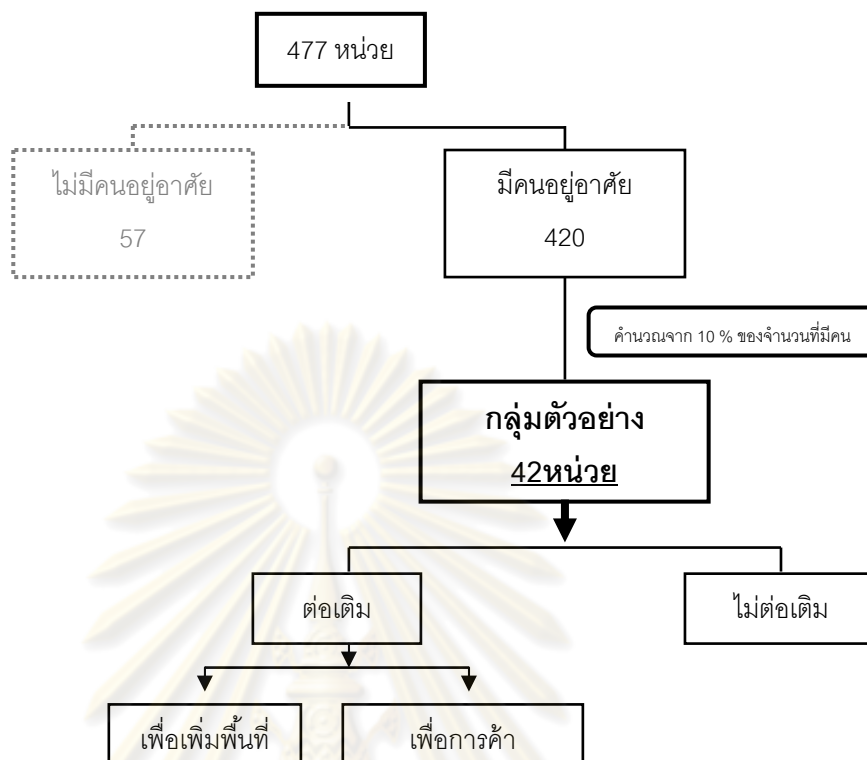 477 หน่วย
ไม่มีคนอยู่อาศัย
57
มีคนอยู่อาศัย
420
คำนวณจาก 10 % ของจำนวนที่มีคน
กลุ่มตัวอย่าง
42หน่วย
ต่อเติม
ไม่ต่อเติม
เพื่อเพิ่มพื้นที่
เพื่อการค้า